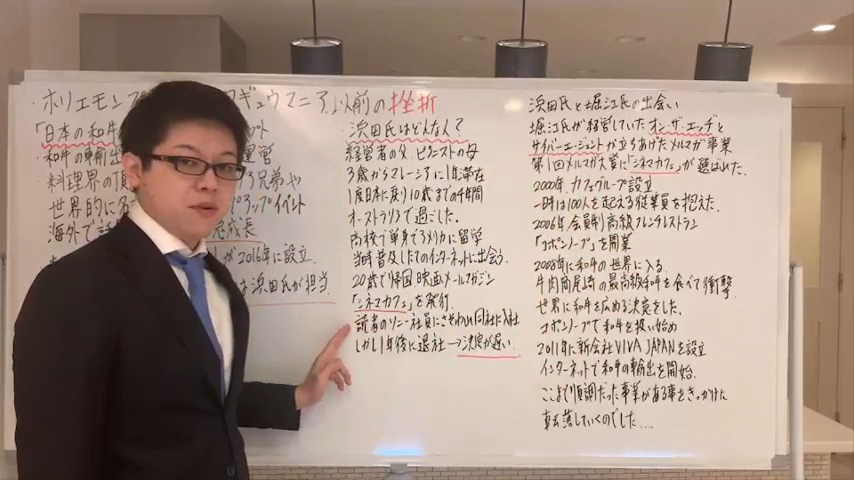 ・ホリエモン ギュウマニア以前の挫折
「日本の和牛 ット
・和牛の輸出 運営
・料理界の 兄弟や
世界的に ップイベント
海外で 急成長
が2016年に設立
は浜田氏が担当
・浜田氏はどんな人?
経営者の父、ピアニストの母
3歳からマレーシアに1年滞在
1度日本に戻り10歳までの4年間
オーストラリアで過ごした。
高校で単身でアメリカに留学
当時普及したてのインターネットに出会う。
20歳で帰国 映画メールマガジン
「シネマカフェ」を発行
読者のソニー社員にさそわれ同社に入社
しかし1年後に退社→決定が遅い
浜田氏と堀江氏の出会い
堀江氏が経営していたオン・ザ・エッヂと
サイバーエージェントが立ちあげたメルマガ事業
第1回メルマガ大賞に「シネマカフェ」が選ばれた。
2000年、カフェグループ設立
一時は100人を超える従業員を抱えた。
2006年、会員制高級フレンチレストラン
「コポンノープ」を開業
2008年に和牛の世界に入る。
牛肉商尾崎の最高級和牛を食べて衝撃
世界に和牛を広める決意をした。
コポンノープで和牛を扱い始め
2011年に新会社VIVA JAPANを設立
インターネットで和牛の輸出を開始。
ここまで順調だった事業がある事をきっかけに
転落していくのでした...